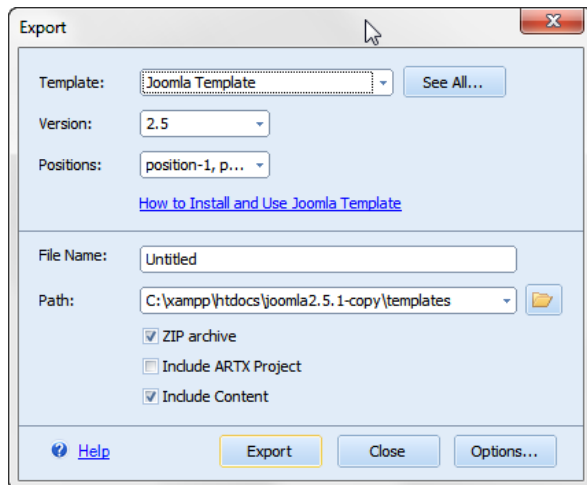 Export
Template: Joomla Template See All...
Version: 2.5
Positions: position-1, p...
How to Install and Use Joomla Template
File Name: Untitled
Path: C:\xampp\htdocs\joomla2.5.1-copy\templates
ZIP archive
Include ARTX Project
Include Content
Help Export Close Options...